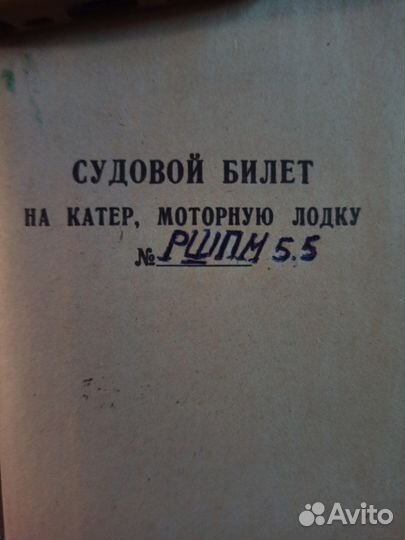 СУДОВОЙ БИЛЕТ
НА КАТЕР, МОТОРНУЮ ЛОДКУ
№ РШПМ 5.5
Avito